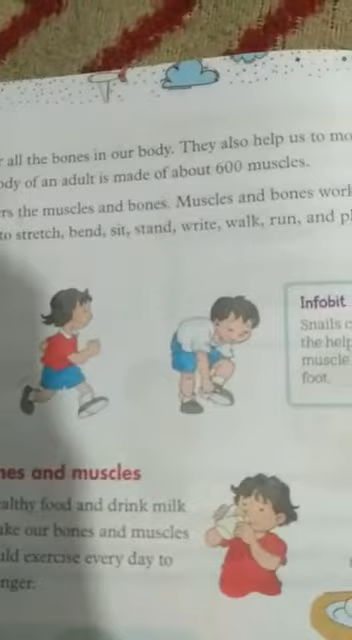 all the bones in our body. They also help us to mo
ody of an adult is made of about 600 muscles.
rs the muscles and bones. Muscles and bones work
to stretch, bend, sit, stand, write, walk, run, and pl
Infobit
Snails c
the help
muscle
foot.
nes and muscles
ealthy food and drink milk
ake our bones and muscles
uld exercise every day to
nger.